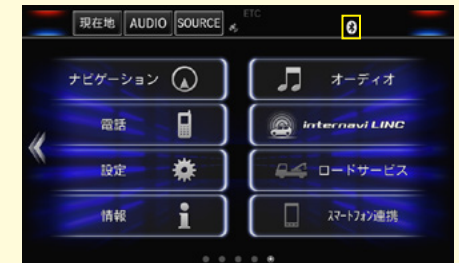 現在地 AUDIO SOURCE ETC
ナビゲーション オーディオ
電話 internavi LINC
設定 ロードサービス
情報 スマートフォン連携